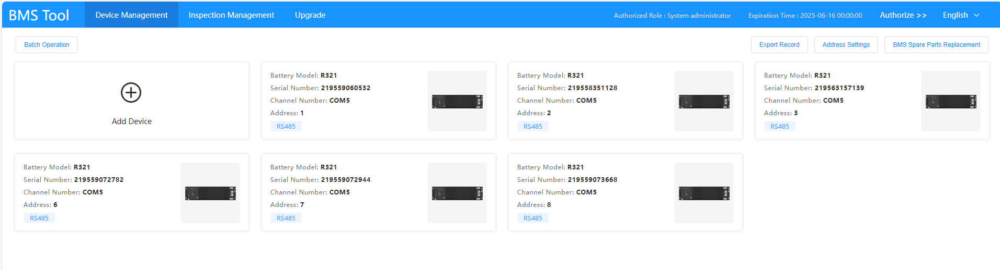 BMS Tool Device Management Inspection Management Upgrade Authorized Role : System administrator Expiration Time : 2025-06-16 00:00:00 Authorize >> English
Batch Operation Export Record Address Settings BMS Spare Parts Replacement
Add Device
Battery Model: R321
Serial Number: 219559060532
Channel Number: COM5
Address: 1
RS485
Battery Model: R321
Serial Number: 219558351128
Channel Number: COM5
Address: 2
RS485
Battery Model: R321
Serial Number: 219563157139
Channel Number: COM5
Address: 3
RS485
Battery Model: R321
Serial Number: 219559072782
Channel Number: COM5
Address: 6
RS485
Battery Model: R321
Serial Number: 219559072944
Channel Number: COM5
Address: 7
RS485
Battery Model: R321
Serial Number: 219559073668
Channel Number: COM5
Address: 8
RS485